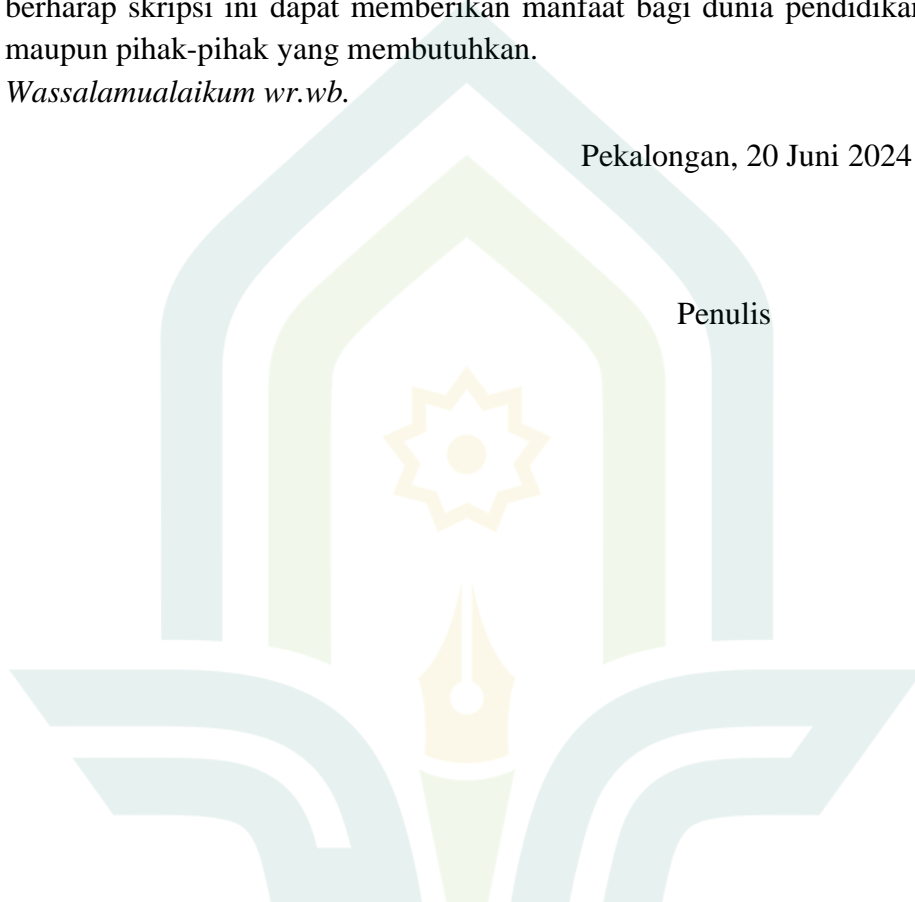 berharap skripsi ini dapat memberikan manfaat bagi dunia pendidikan
maupun pihak-pihak yang membutuhkan.
Wassalamualaikum wr.wb.
Pekalongan, 20 Juni 2024
Penulis